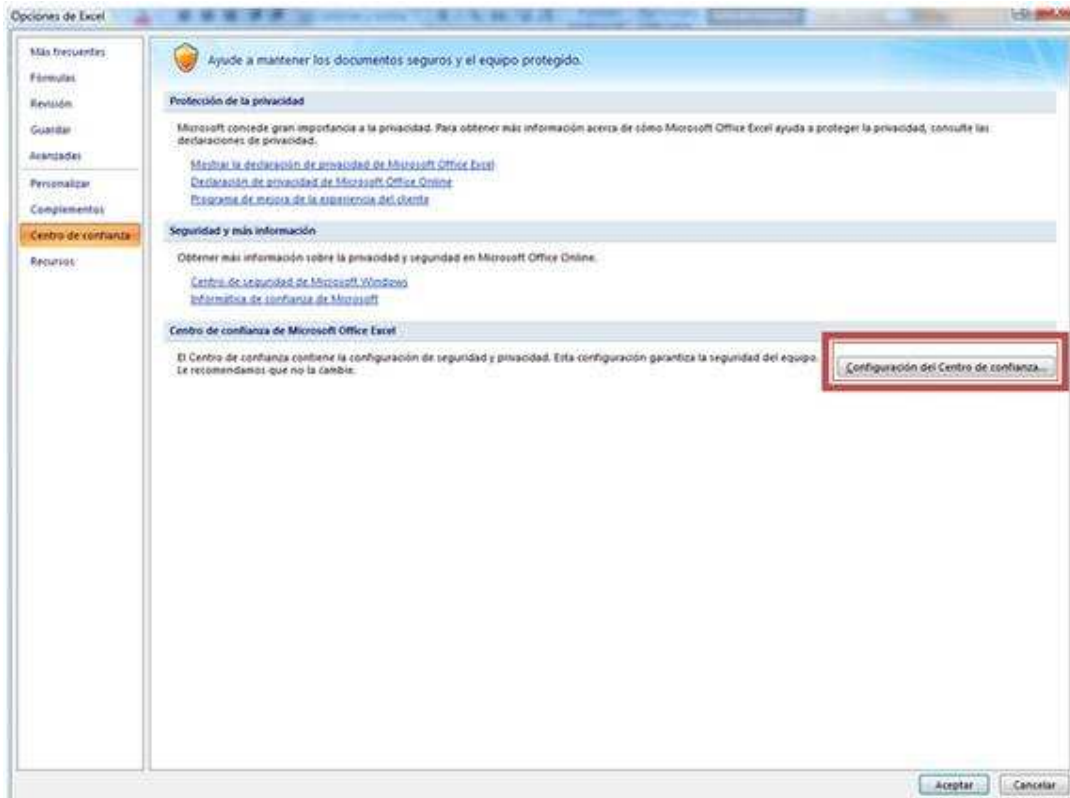 Opciones de Excel
Más frecuentes
Fórmulas
Revisión
Guardar
Avanzadas
Personalizar
Complementos
Centro de confianza
Recursos
Ayude a mantener los documentos seguros y el equipo protegido.
Protección de la privacidad
Microsoft concede gran importancia a la privacidad. Para obtener más información acerca de cómo Microsoft Office Excel ayuda a proteger la privacidad, consulte las
declaraciones de privacidad.
Mostrar la declaración de privacidad de Microsoft Office Excel
Declaración de privacidad de Microsoft Office Online
Programa de mejora de la experiencia del cliente
Seguridad y más información
Obtener más información sobre la privacidad y seguridad en Microsoft Office Online.
Centro de seguridad de Microsoft Windows
Informática de confianza de Microsoft
Centro de confianza de Microsoft Office Excel
El Centro de confianza contiene la configuración de seguridad y privacidad. Esta configuración garantiza la seguridad del equipo.
Le recomendamos que no la cambie.
Configuración del Centro de confianza...
Aceptar
Cancelar